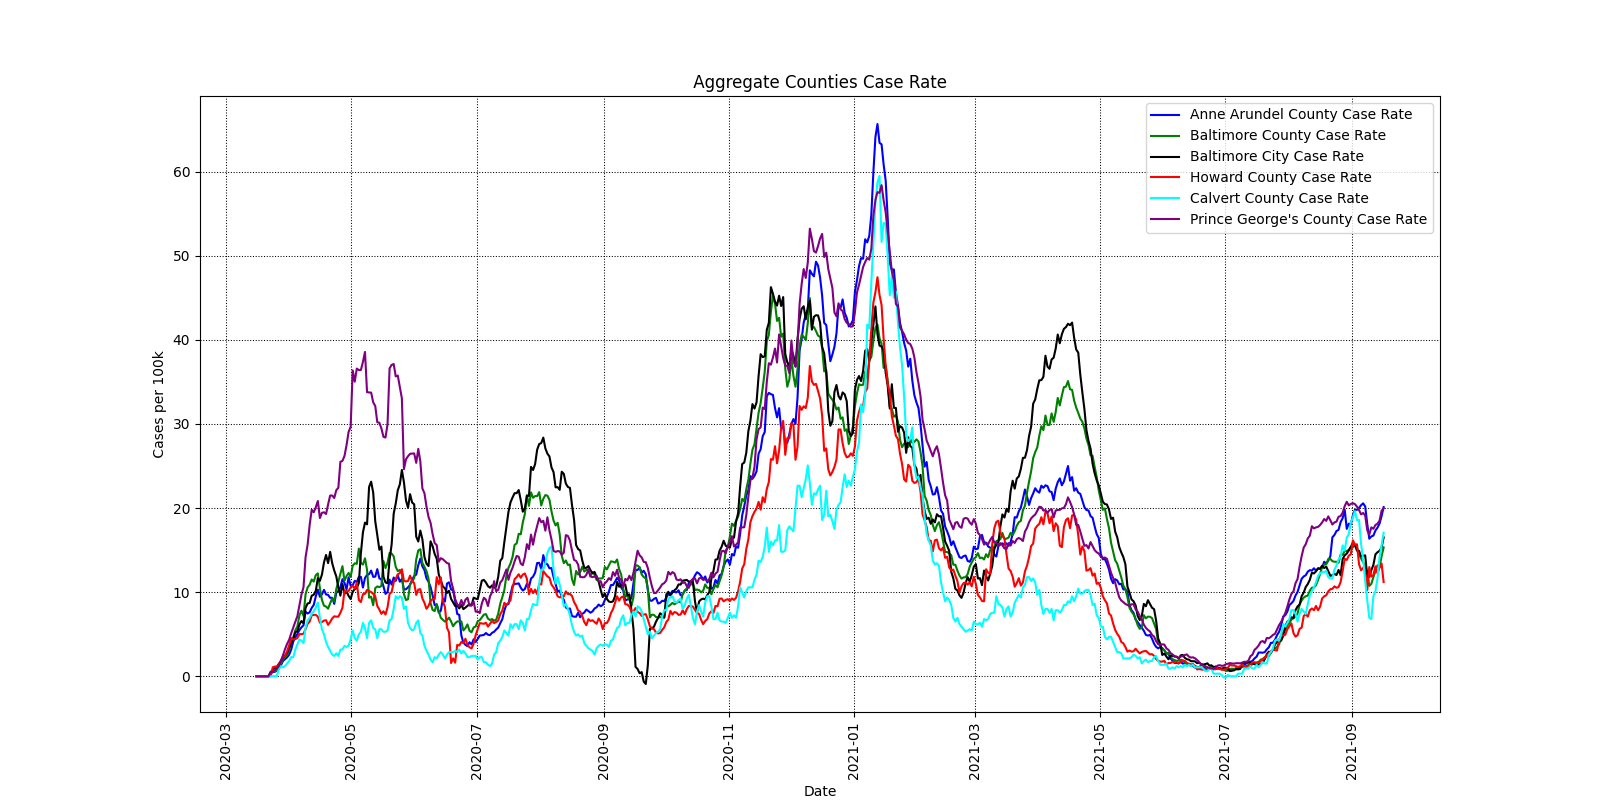 Aggregate Counties Case Rate
Anne Arundel County Case Rate
Baltimore County Case Rate
Baltimore City Case Rate
Howard County Case Rate
Calvert County Case Rate
Prince George's County Case Rate
Cases per 100k
60
50
40
30
20
10
0
2020-03
2020-05
2020-07
2020-09
2020-11
2021-01
2021-03
2021-05
2021-07
2021-09
Date